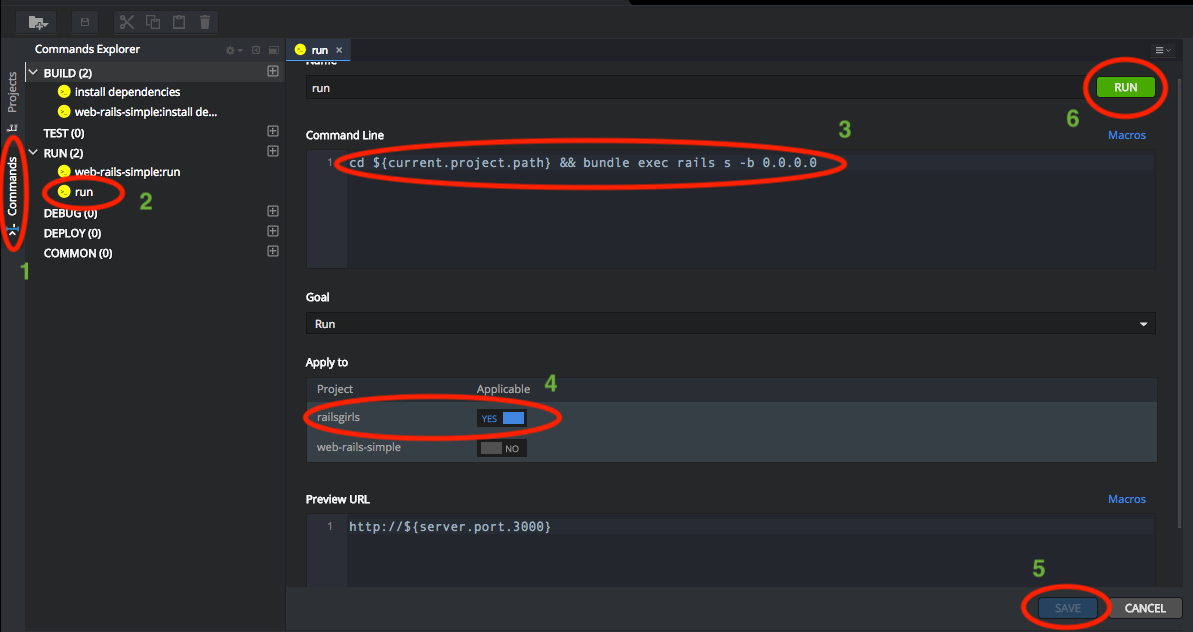 Commands Explorer
Projects
Commands
1
BUILD (2)
install dependencies
web-rails-simple:install de...
TEST (0)
RUN (2)
web-rails-simple:run
run
2
DEBUG (0)
DEPLOY (0)
COMMON (0)
run ×
Name
run
RUN
6
Command Line
3
Macros
1 cd ${current.project.path} && bundle exec rails s -b 0.0.0.0
Goal
Run
Apply to
Project Applicable
4
railsgirls YES
web-rails-simple NO
Preview URL
Macros
1 http://${server.port.3000}
5
SAVE
CANCEL